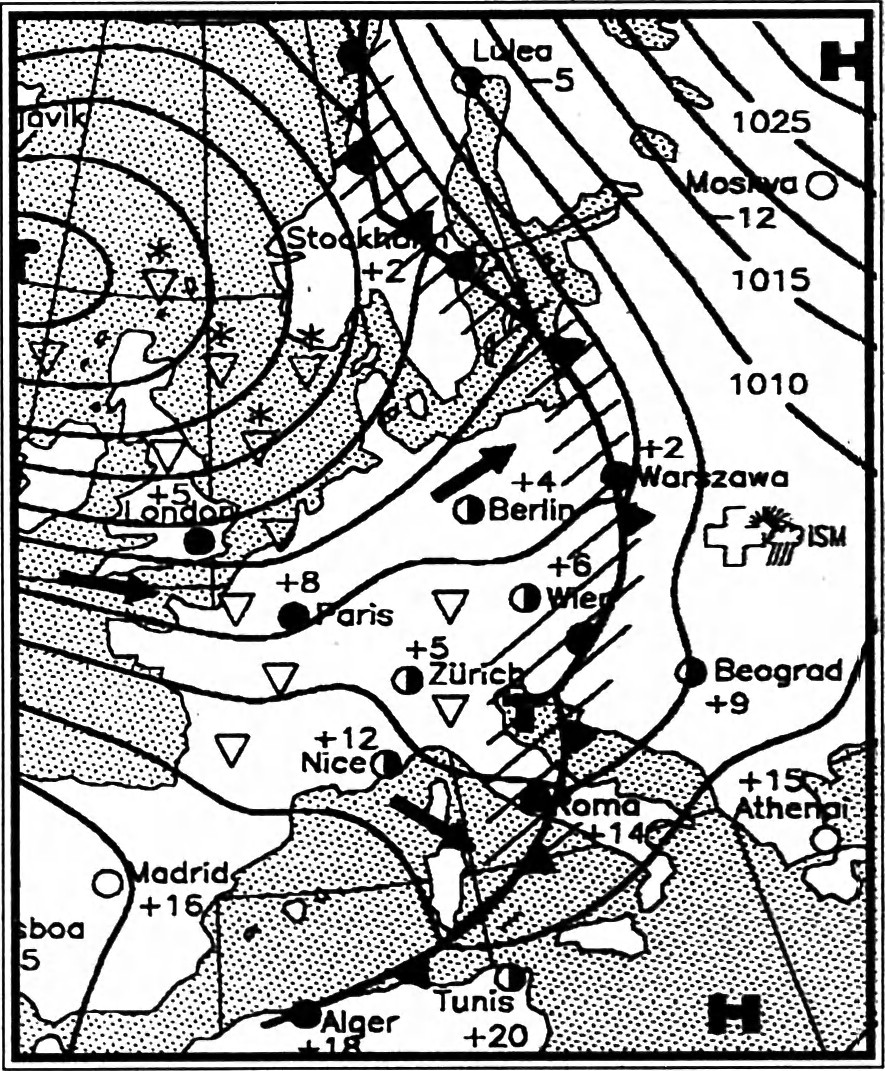 Lulea
-5
H
javik
1025
Moskva
-12
Stockholm
+2
T
1015
1010
+2
Warszawa
+4
Berlin
+5
London
ISM
+6
Wien
+8
Paris
+5
Zürich
Beograd
+9
T
+12
Nice
+15
Athenai
Roma
+14
Madrid
+16
sboa
5
Tunis
+20
H
Alger
+18